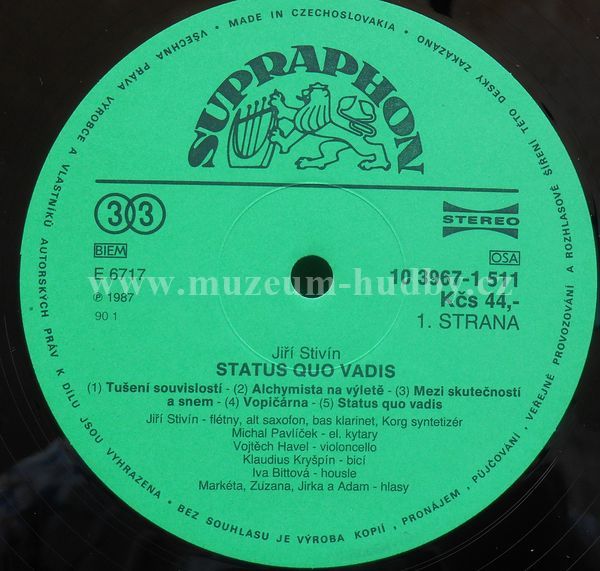 VŠECHNA PRÁVA VÝROBCE A VLASTNÍKŮ AUTORSKÝCH PRÁV K DÍLU JSOU VYHRAZENA • BEZ SOUHLASU JE VÝROBA KOPIÍ, PRONÁJEM, PŮJČOVÁNÍ, VEŘEJNÉ PROVOZOVÁNÍ A ROZHLASOVÉ ŠÍŘENÍ TÉTO DESKY ZAKÁZÁNO • MADE IN CZECHOSLOVAKIA •
SUPRAPHON
33
STEREO
BIEM
OSA
E 6717
10 3967-1 511
www.muzeum-hudby.cz
℗ 1987
Kčs 44,-
90 1
1. STRANA
Jiří Stivín
STATUS QUO VADIS
(1) Tušení souvislostí - (2) Alchymista na výletě - (3) Mezi skutečností
a snem - (4) Vopičárna - (5) Status quo vadis
Jiří Stivín - flétny, alt saxofon, bas klarinet, Korg syntetizér
Michal Pavlíček - el. kytary
Vojtěch Havel - violoncello
Klaudius Kryšpín - bicí
Iva Bittová - housle
Markéta, Zuzana, Jirka a Adam - hlasy